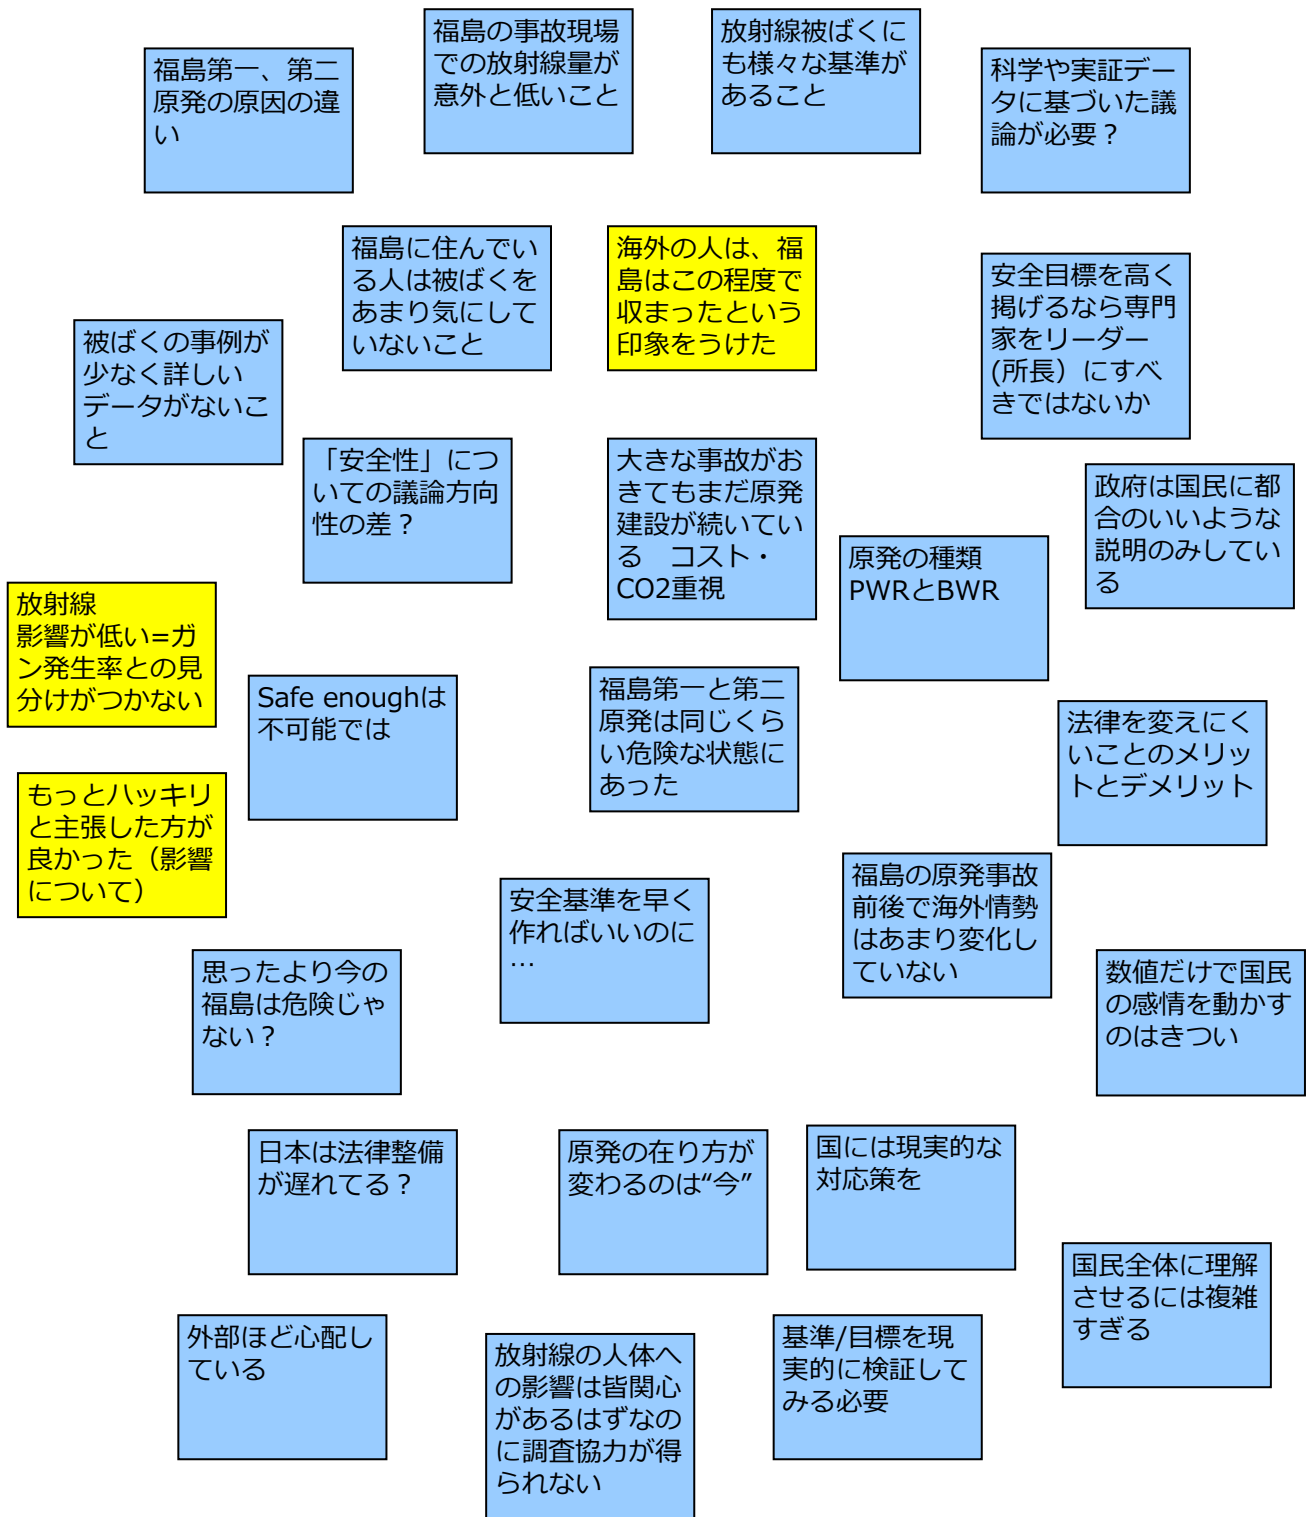 福島第一、第二
原発の原因の違
い
福島の事故現場
での放射線量が
意外と低いこと
放射線被ばくに
も様々な基準が
あること
科学や実証デー
タに基づいた議
論が必要？
福島に住んでい
る人は被ばくを
あまり気にして
いないこと
海外の人は、福
島はこの程度で
収まったという
印象をうけた
安全目標を高く
掲げるなら専門
家をリーダー
(所長）にすべ
きではないか
被ばくの事例が
少なく詳しい
データがないこ
と
「安全性」につ
いての議論方向
性の差？
大きな事故がお
きてもまだ原発
建設が続いてい
る　コスト・
CO2重視
原発の種類
PWRとBWR
政府は国民に都
合のいいような
説明のみしてい
る
放射線
影響が低い=ガ
ン発生率との見
分けがつかない
Safe enoughは
不可能では
福島第一と第二
原発は同じくら
い危険な状態に
あった
法律を変えにく
いことのメリッ
トとデメリット
もっとハッキリ
と主張した方が
良かった（影響
について）
安全基準を早く
作ればいいのに
…
福島の原発事故
前後で海外情勢
はあまり変化し
ていない
思ったより今の
福島は危険じゃ
ない？
数値だけで国民
の感情を動かす
のはきつい
日本は法律整備
が遅れてる？
原発の在り方が
変わるのは“今”
国には現実的な
対応策を
国民全体に理解
させるには複雑
すぎる
外部ほど心配し
ている
放射線の人体へ
の影響は皆関心
があるはずなの
に調査協力が得
られない
基準/目標を現
実的に検証して
みる必要